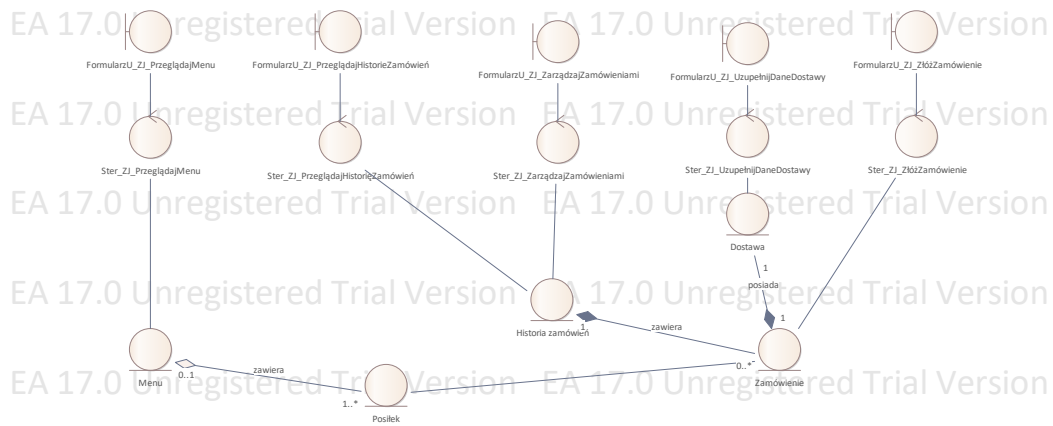 EA 17.0 Unregistered Trial Version EA 17.0 Unregistered Trial Version
FormularzU_ZJ_PrzeglądajMenu
FormularzU_ZJ_PrzeglądajHistorieZamówień
FormularzU_ZJ_ZarządzajZamówieniami
FormularzU_ZJ_UzupełnijDaneDostawy
FormularzU_ZJ_ZłóżZamówienie
EA 17.0 Unregistered Trial Version EA 17.0 Unregistered Trial Version
Ster_ZJ_PrzeglądajMenu
Ster_ZJ_PrzeglądajHistorięZamówień
Ster_ZJ_ZarządzajZamówieniami
Ster_ZJ_UzupełnijDaneDostawy
Ster_ZJ_ZłóżZamówienie
EA 17.0 Unregistered Trial Version EA 17.0 Unregistered Trial Version
Dostawa
1
posiada
EA 17.0 Unregistered Trial Version EA 17.0 Unregistered Trial Version
1
Historia zamówień
1
zawiera
EA 17.0 Unregistered Trial Version EA 17.0 Unregistered Trial Version
Menu
0..1
zawiera
1..*
Posiłek
0..*
Zamówienie